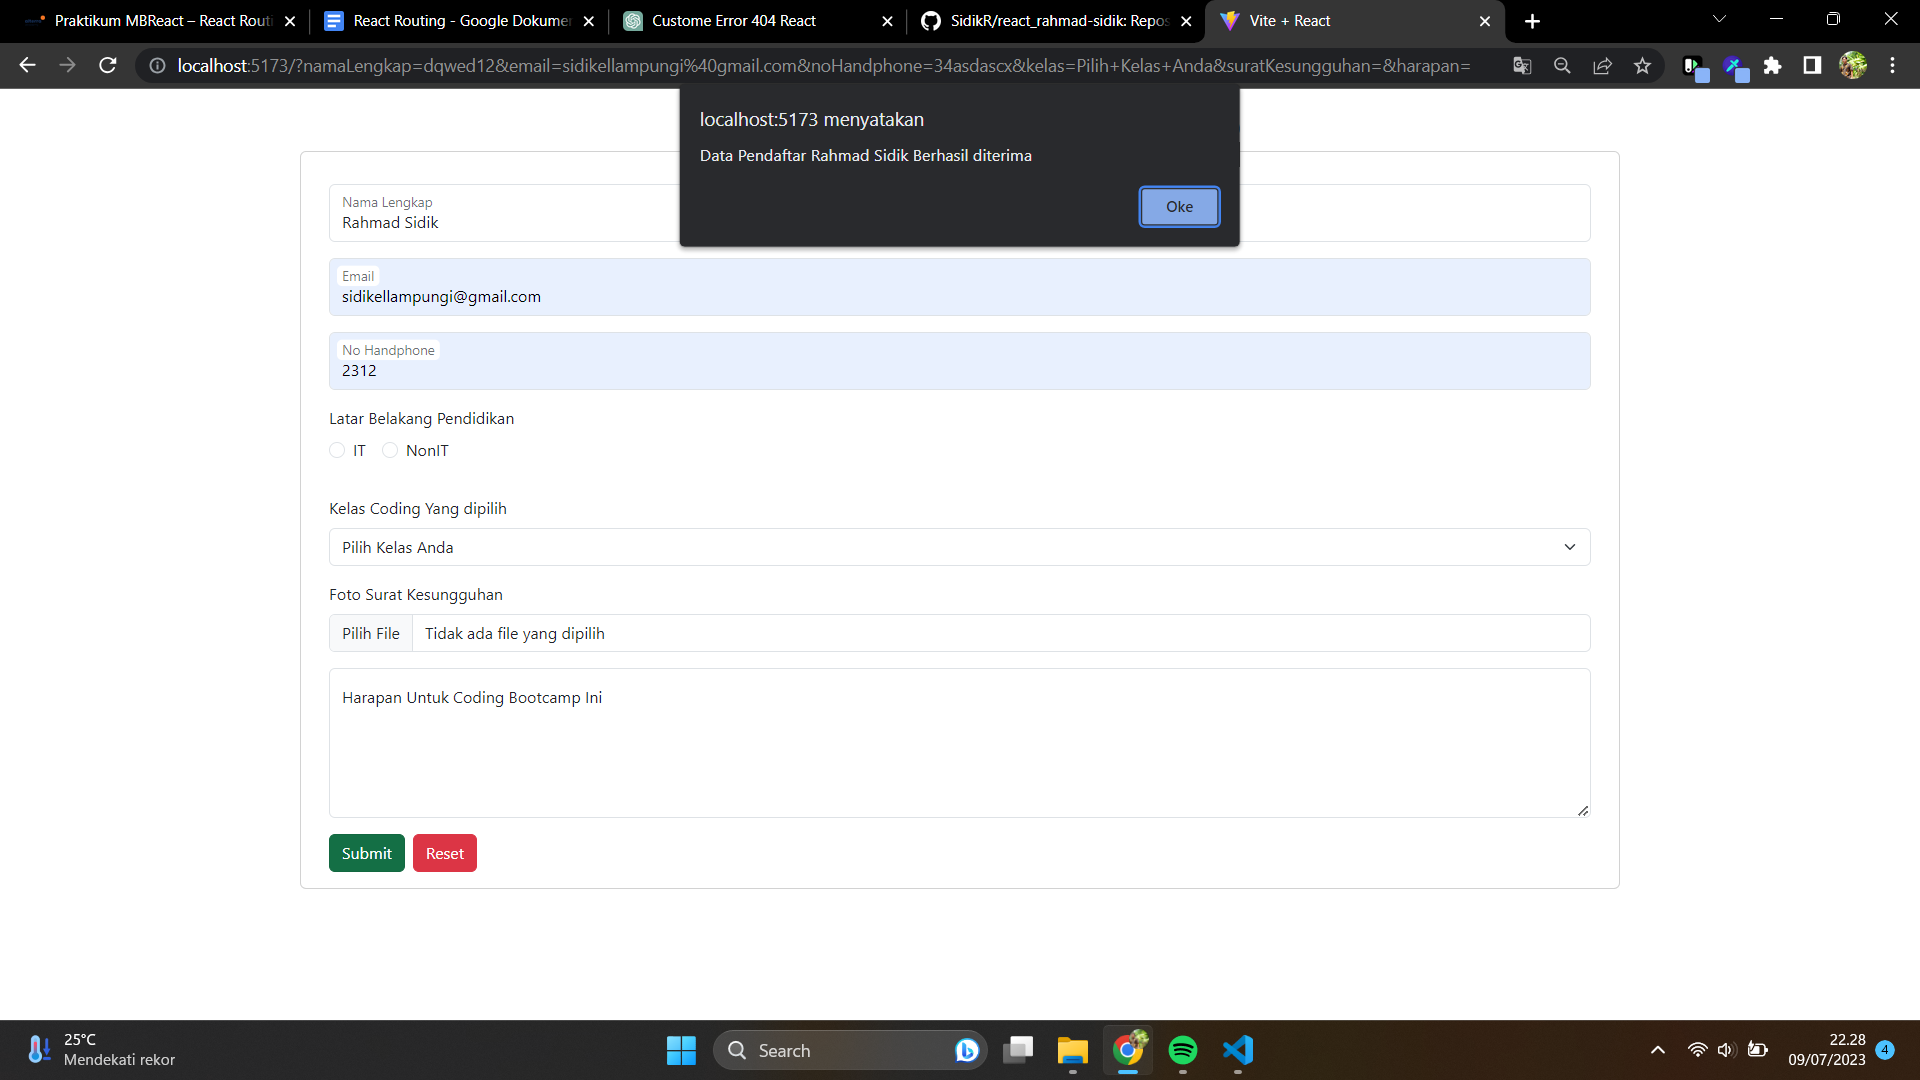 Praktikum MBReact – React Routi
React Routing - Google Dokumen
Custome Error 404 React
SidikR/react_rahmad-sidik: Repos
Vite + React
localhost:5173/?namaLengkap=dqwed12&email=sidikellampungi%40gmail.com&noHandphone=34asdascx&kelas=Pilih+Kelas+Anda&suratKesungguhan=&harapan=
localhost:5173 menyatakan
Data Pendaftar Rahmad Sidik Berhasil diterima
Oke
Nama Lengkap
Rahmad Sidik
Email
sidikellampungi@gmail.com
No Handphone
2312
Latar Belakang Pendidikan
IT NonIT
Kelas Coding Yang dipilih
Pilih Kelas Anda
Foto Surat Kesungguhan
Pilih File Tidak ada file yang dipilih
Harapan Untuk Coding Bootcamp Ini
Submit Reset
25°C
Mendekati rekor
Search
22.28
09/07/2023
4